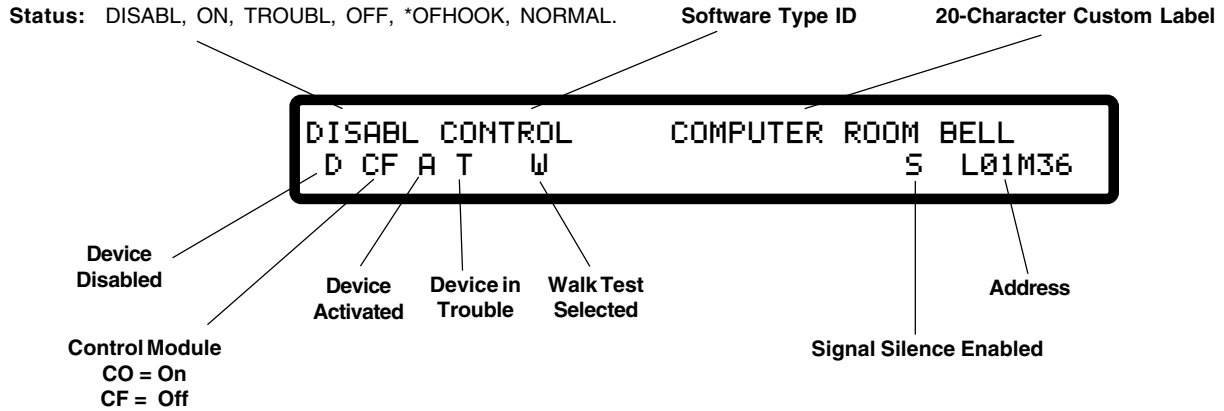 Status: DISABL, ON, TROUBL, OFF, *OFHOOK, NORMAL. Software Type ID 20-Character Custom Label
DISABL CONTROL COMPUTER ROOM BELL
D CF A T W S L01M36
Device
Disabled
Device
Activated
Device in
Trouble
Walk Test
Selected
Address
Control Module
CO = On
CF = Off
Signal Silence Enabled